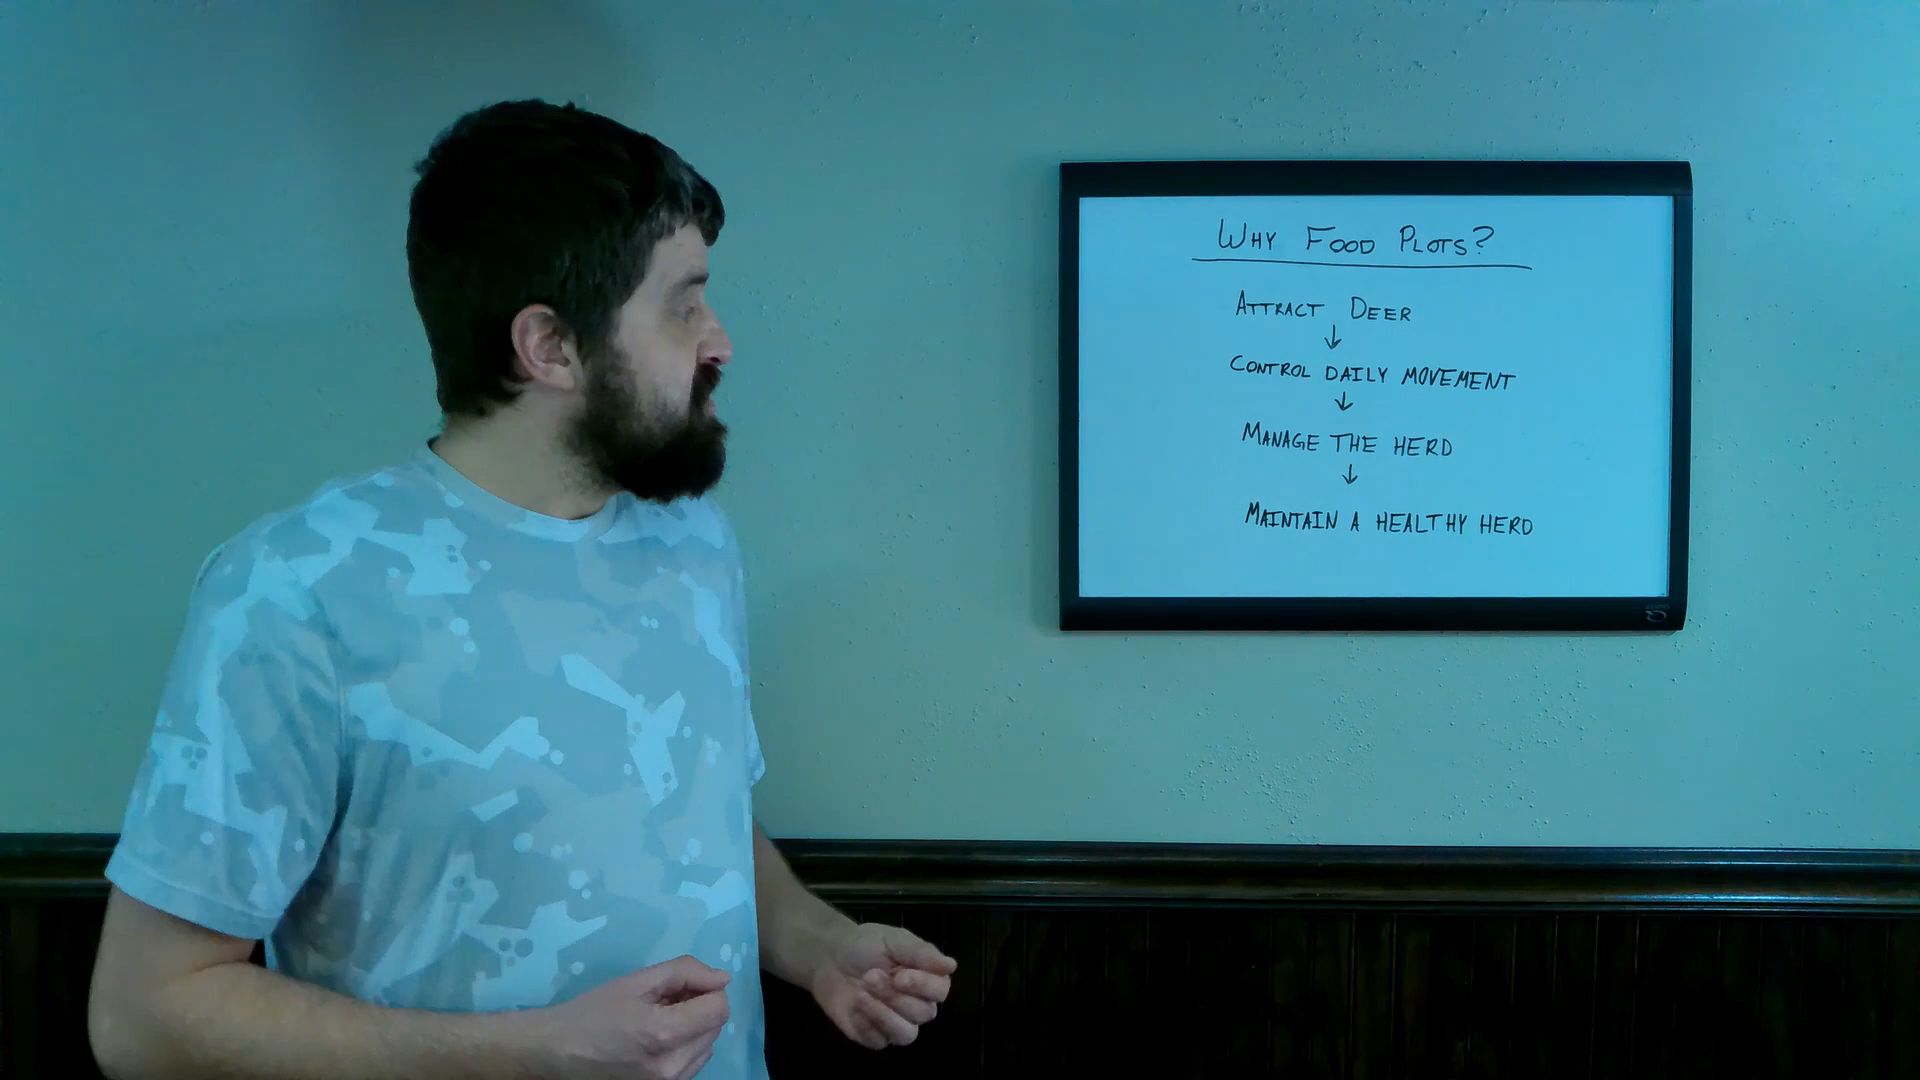 WHY FOOD PLOTS?
ATTRACT DEER
↓
CONTROL DAILY MOVEMENT
↓
MANAGE THE HERD
↓
MAINTAIN A HEALTHY HERD